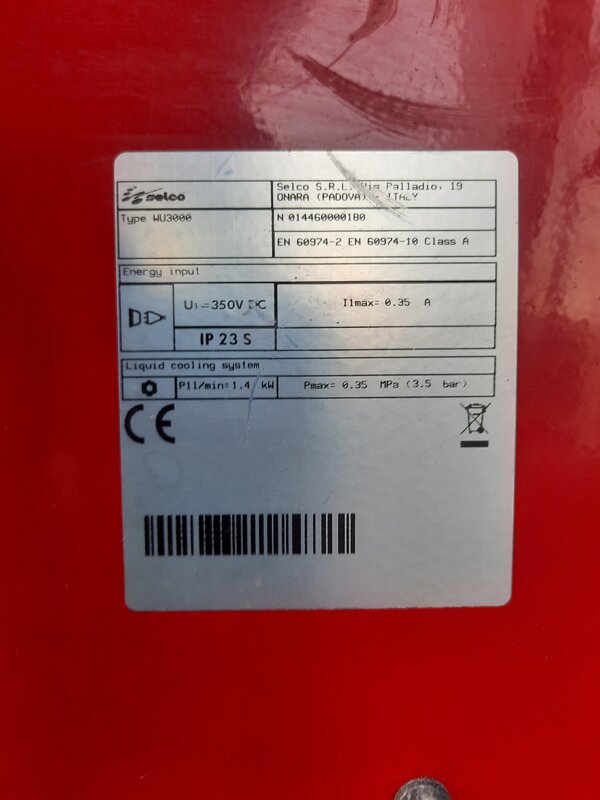 selco
Selco S.R.L. Via Palladio, 19
ONARA (PADOVA) - ITALY
Type WU3000
N 014460000180
EN 60974-2 EN 60974-10 Class A
Energy input
U1=350V DC
I1max= 0.35 A
IP 23 S
Liquid cooling system
P1l/min=1.4 kW
Pmax= 0.35 MPa (3.5 bar)
CE